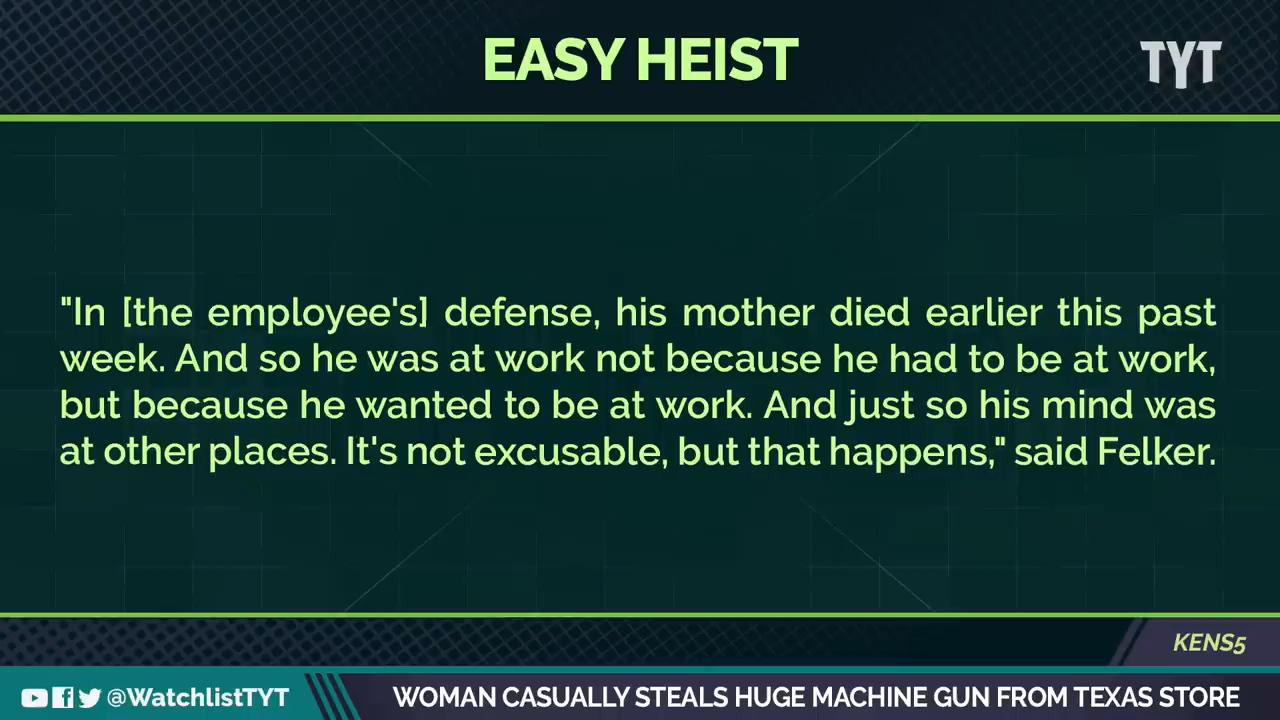 EASY HEIST
TYT
"In [the employee's] defense, his mother died earlier this past
week. And so he was at work not because he had to be at work,
but because he wanted to be at work. And just so his mind was
at other places. It's not excusable, but that happens," said Felker.
KENS5
@WatchlistTYT
WOMAN CASUALLY STEALS HUGE MACHINE GUN FROM TEXAS STORE